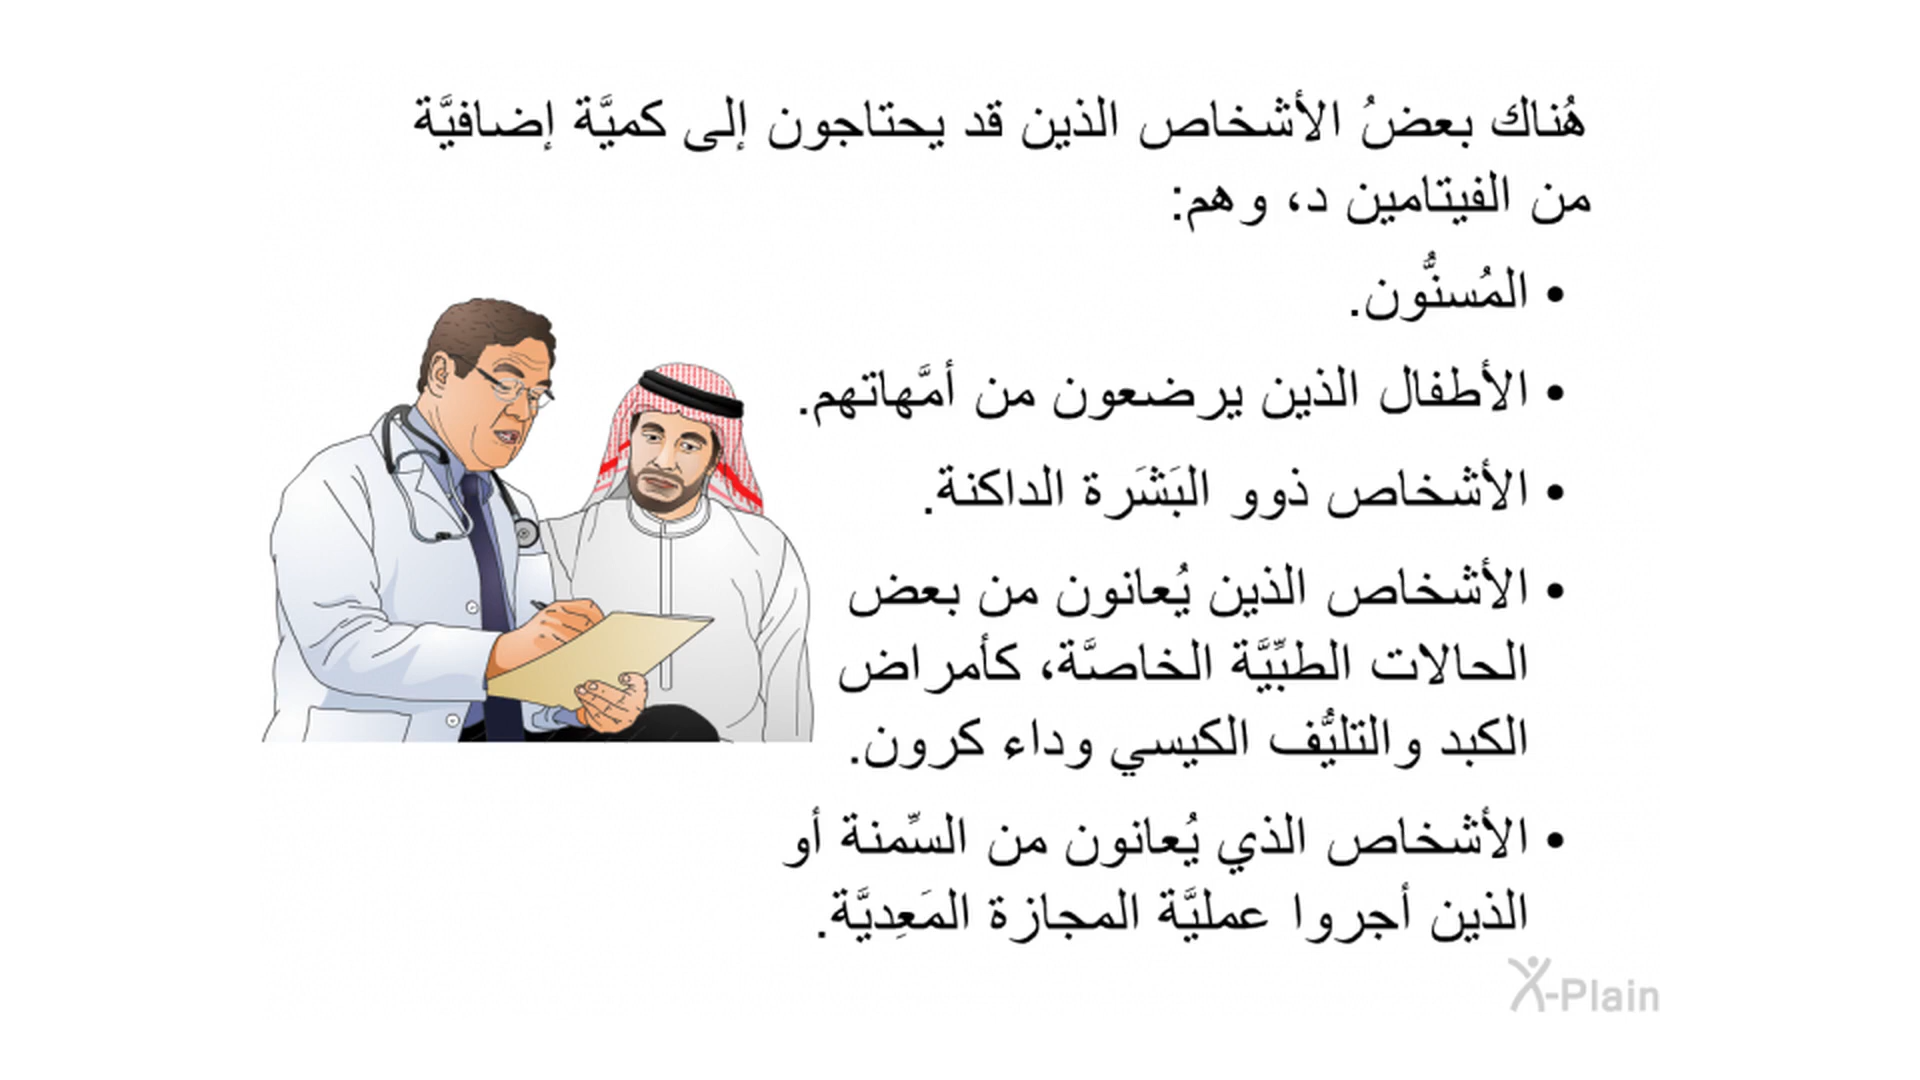 هُناك بعضُ الأشخاص الذين قد يحتاجون إلى كميَّة إضافيَّة
من الفيتامين د، وهم:
• المُسنُّون.
• الأطفال الذين يرضعون من أمَّهاتهم.
• الأشخاص ذوو البَشَرة الداكنة.
• الأشخاص الذين يُعانون من بعض
الحالات الطبِّيَّة الخاصَّة، كأمراض
الكبد والتليُّف الكيسي وداء كرون.
• الأشخاص الذي يُعانون من السِّمنة أو
الذين أجروا عمليَّة المجازة المَعِديَّة.
X-Plain